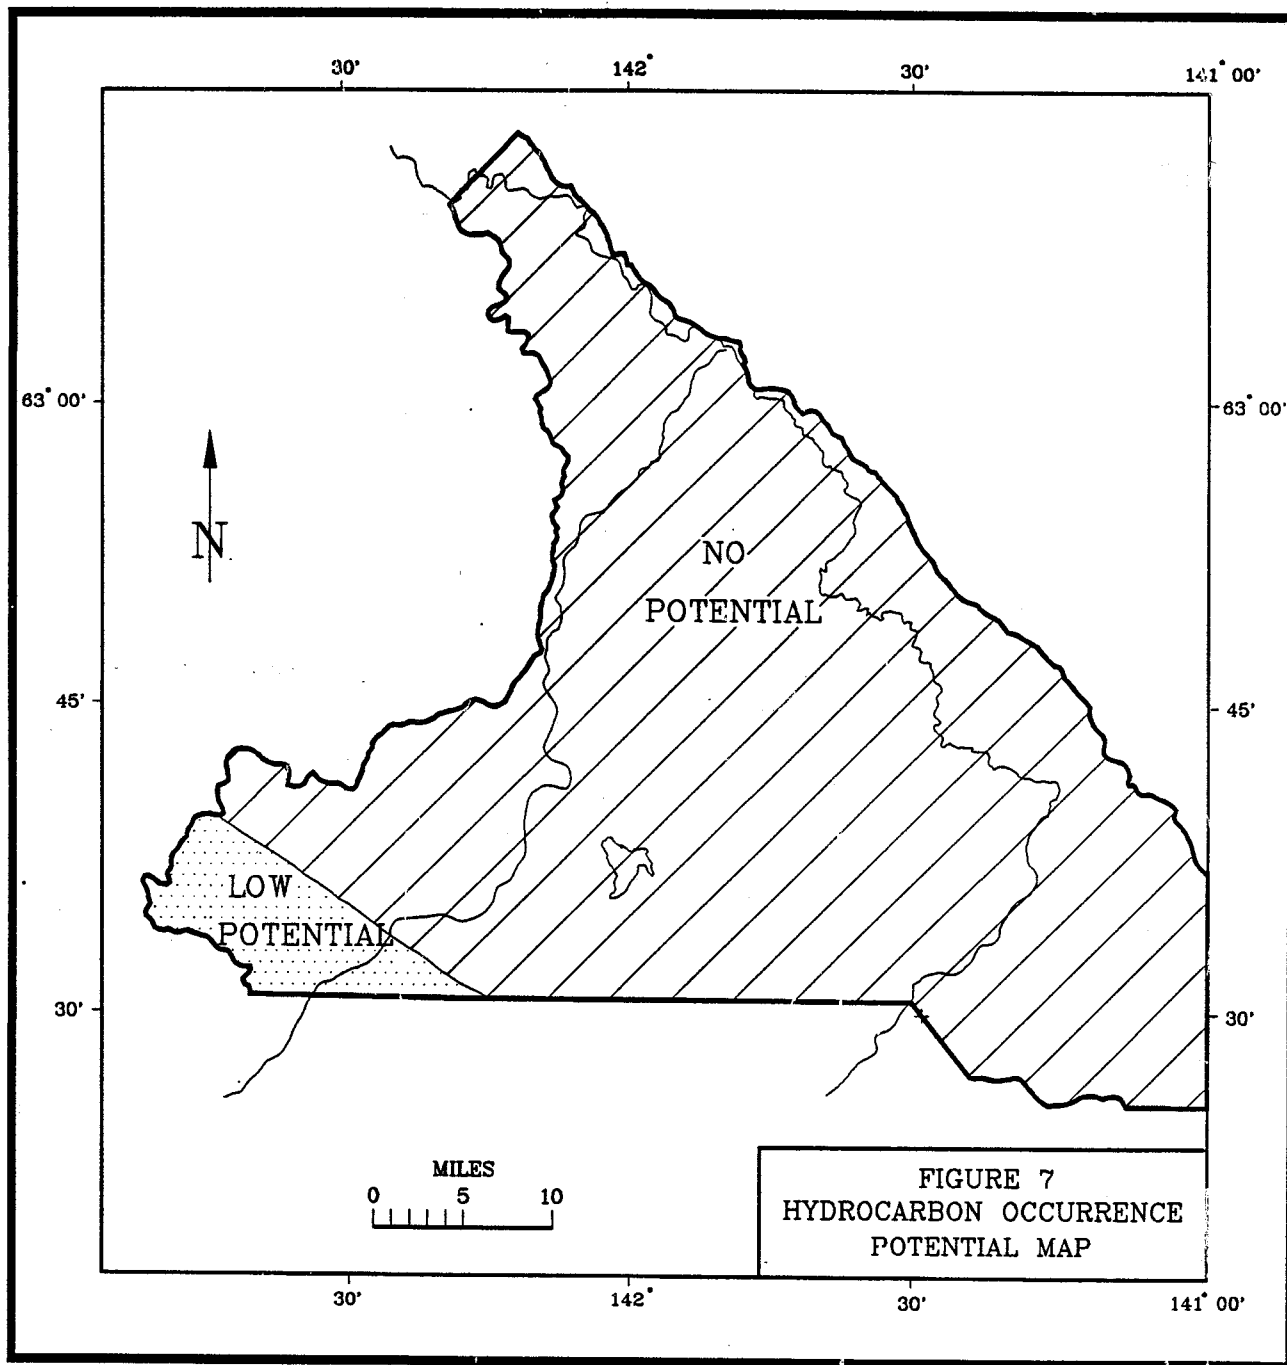 30' 142° 30' 141° 00'
63° 00' 63° 00'
N
NO
POTENTIAL
45' 45'
LOW
POTENTIAL
30' 30'
MILES
0 5 10
FIGURE 7
HYDROCARBON OCCURRENCE
POTENTIAL MAP
30' 142° 30' 141° 00'